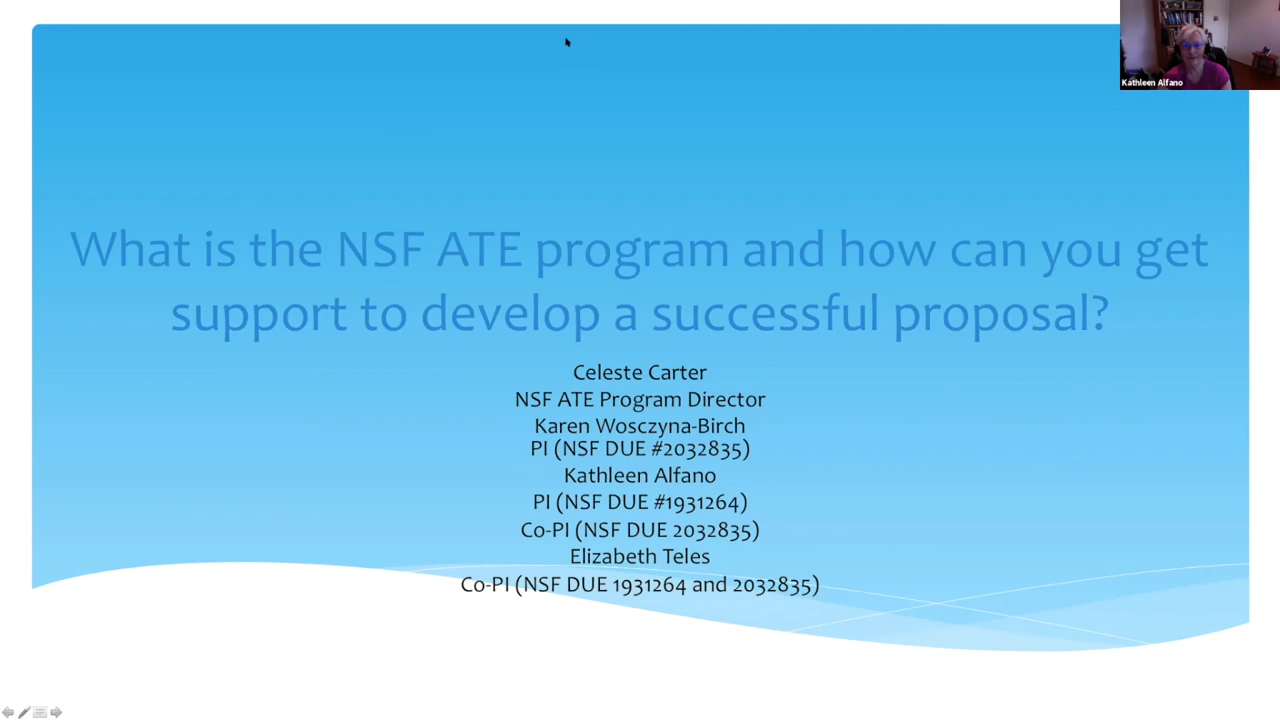 Kathleen Alfano
What is the NSF ATE program and how can you get
support to develop a successful proposal?
Celeste Carter
NSF ATE Program Director
Karen Wosczyna-Birch
PI (NSF DUE #2032835)
Kathleen Alfano
PI (NSF DUE #1931264)
Co-PI (NSF DUE 2032835)
Elizabeth Teles
Co-PI (NSF DUE 1931264 and 2032835)